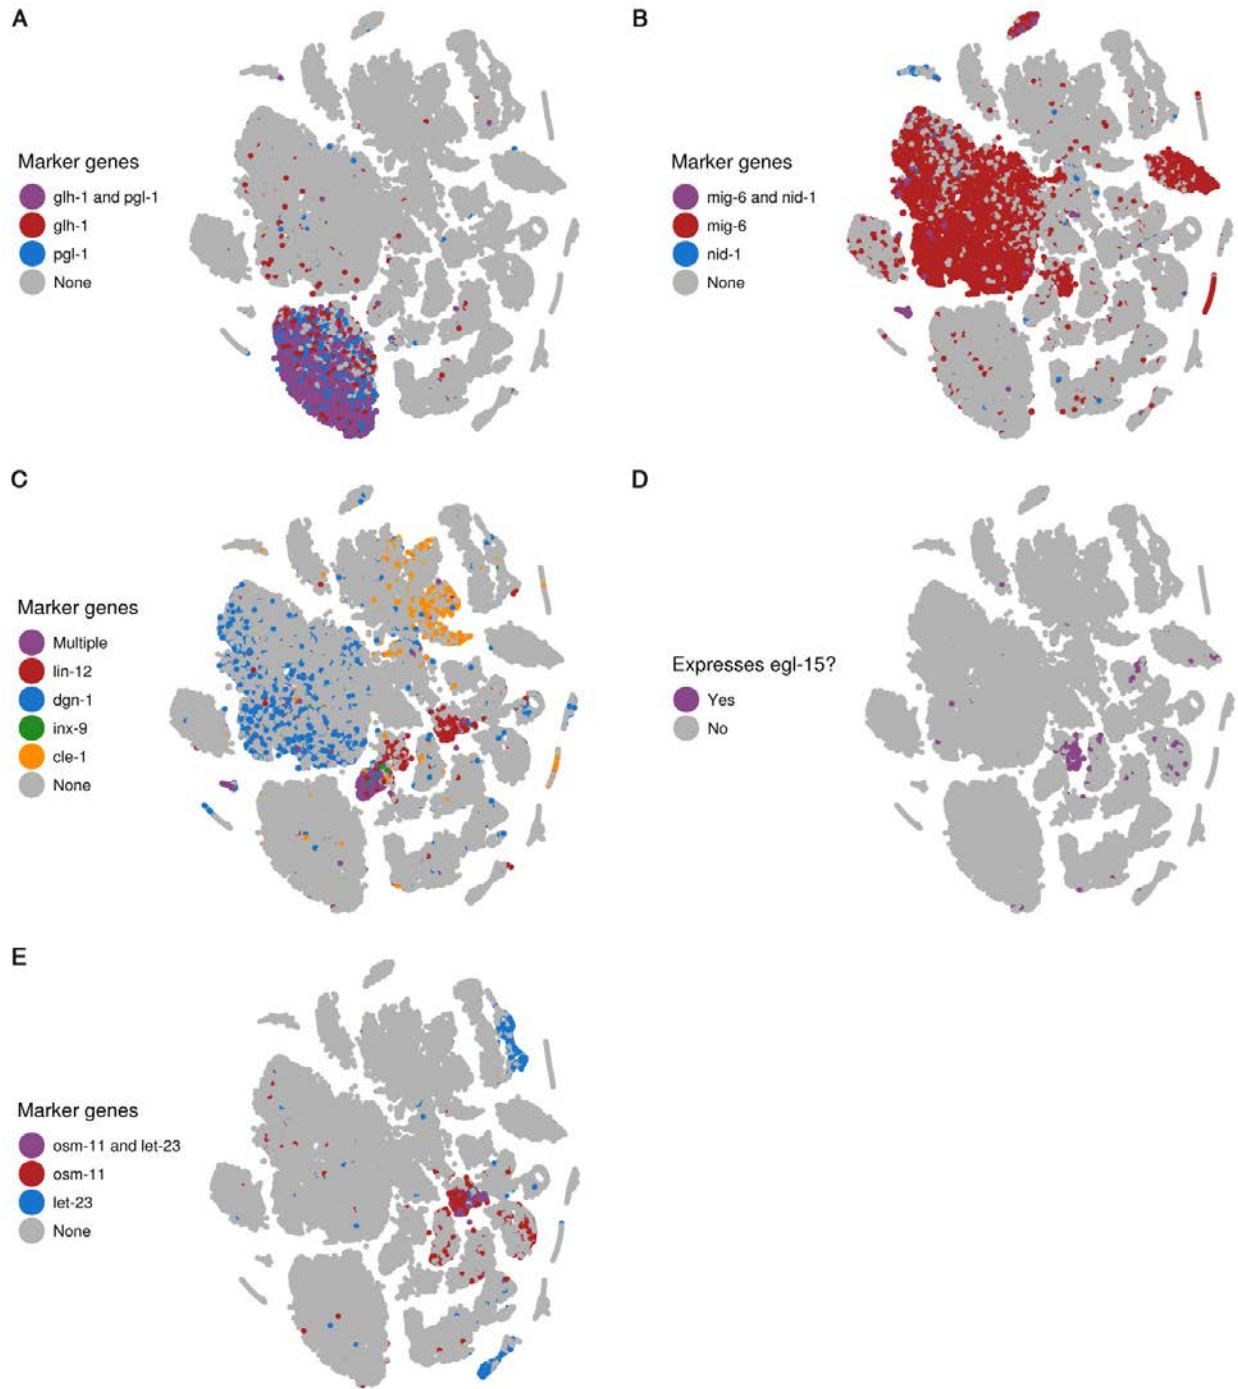 A
Marker genes
glh-1 and pgl-1
glh-1
pgl-1
None
B
Marker genes
mig-6 and nid-1
mig-6
nid-1
None
C
Marker genes
Multiple
lin-12
dgn-1
inx-9
cle-1
None
D
Expresses egl-15?
Yes
No
E
Marker genes
osm-11 and let-23
osm-11
let-23
None